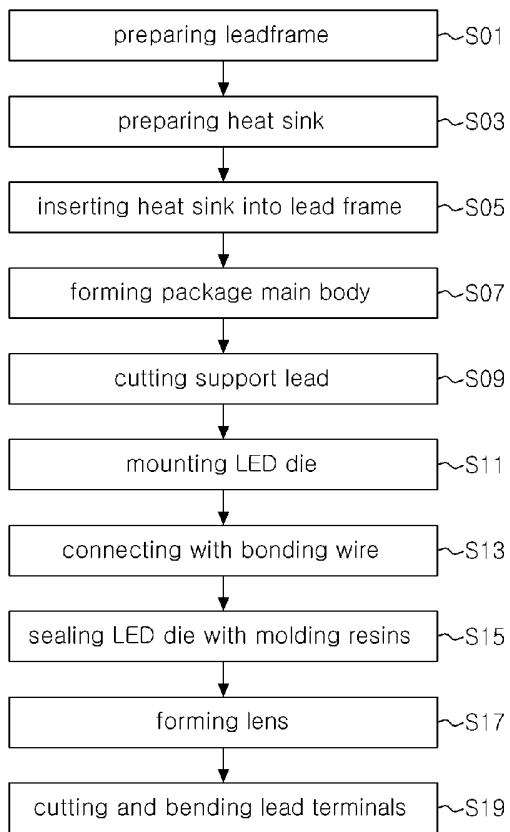 preparing leadframe S01
preparing heat sink S03
inserting heat sink into lead frame S05
forming package main body S07
cutting support lead S09
mounting LED die S11
connecting with bonding wire S13
sealing LED die with molding resins S15
forming lens S17
cutting and bending lead terminals S19